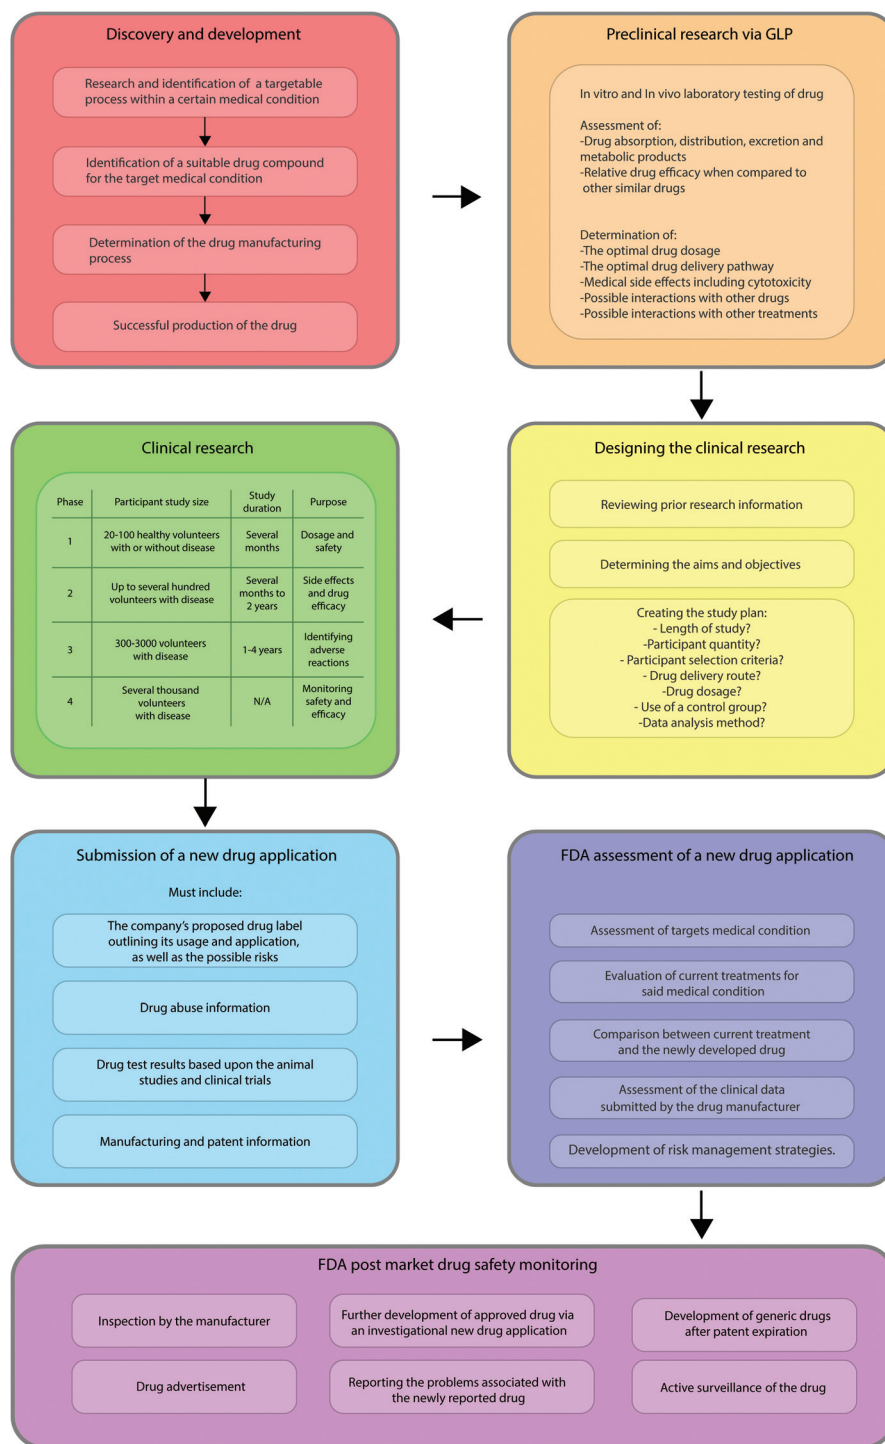 Discovery and development
Research and identification of a targetable
process within a certain medical condition
Identification of a suitable drug compound
for the target medical condition
Determination of the drug manufacturing
process
Successful production of the drug
Preclinical research via GLP
In vitro and In vivo laboratory testing of drug
Assessment of:
-Drug absorption, distribution, excretion and
metabolic products
-Relative drug efficacy when compared to
other similar drugs
Determination of:
-The optimal drug dosage
-The optimal drug delivery pathway
-Medical side effects including cytotoxicity
-Possible interactions with other drugs
-Possible interactions with other treatments
Designing the clinical research
Reviewing prior research information
Determining the aims and objectives
Creating the study plan:
- Length of study?
-Participant quantity?
- Participant selection criteria?
- Drug delivery route?
-Drug dosage?
- Use of a control group?
-Data analysis method?
Clinical research
Phase Participant study size Study duration Purpose
1 20-100 healthy volunteers with or without disease Several months Dosage and safety
2 Up to several hundred volunteers with disease Several months to 2 years Side effects and drug efficacy
3 300-3000 volunteers with disease 1-4 years Identifying adverse reactions
4 Several thousand volunteers with disease N/A Monitoring safety and efficacy
Submission of a new drug application
Must include:
The company's proposed drug label
outlining its usage and application,
as well as the possible risks
Drug abuse information
Drug test results based upon the animal
studies and clinical trials
Manufacturing and patent information
FDA assessment of a new drug application
Assessment of targets medical condition
Evaluation of current treatments for
said medical condition
Comparison between current treatment
and the newly developed drug
Assessment of the clinical data
submitted by the drug manufacturer
Development of risk management strategies.
FDA post market drug safety monitoring
Inspection by the manufacturer
Further development of approved drug via
an investigational new drug application
Development of generic drugs
after patent expiration
Drug advertisement
Reporting the problems associated with
the newly reported drug
Active surveillance of the drug